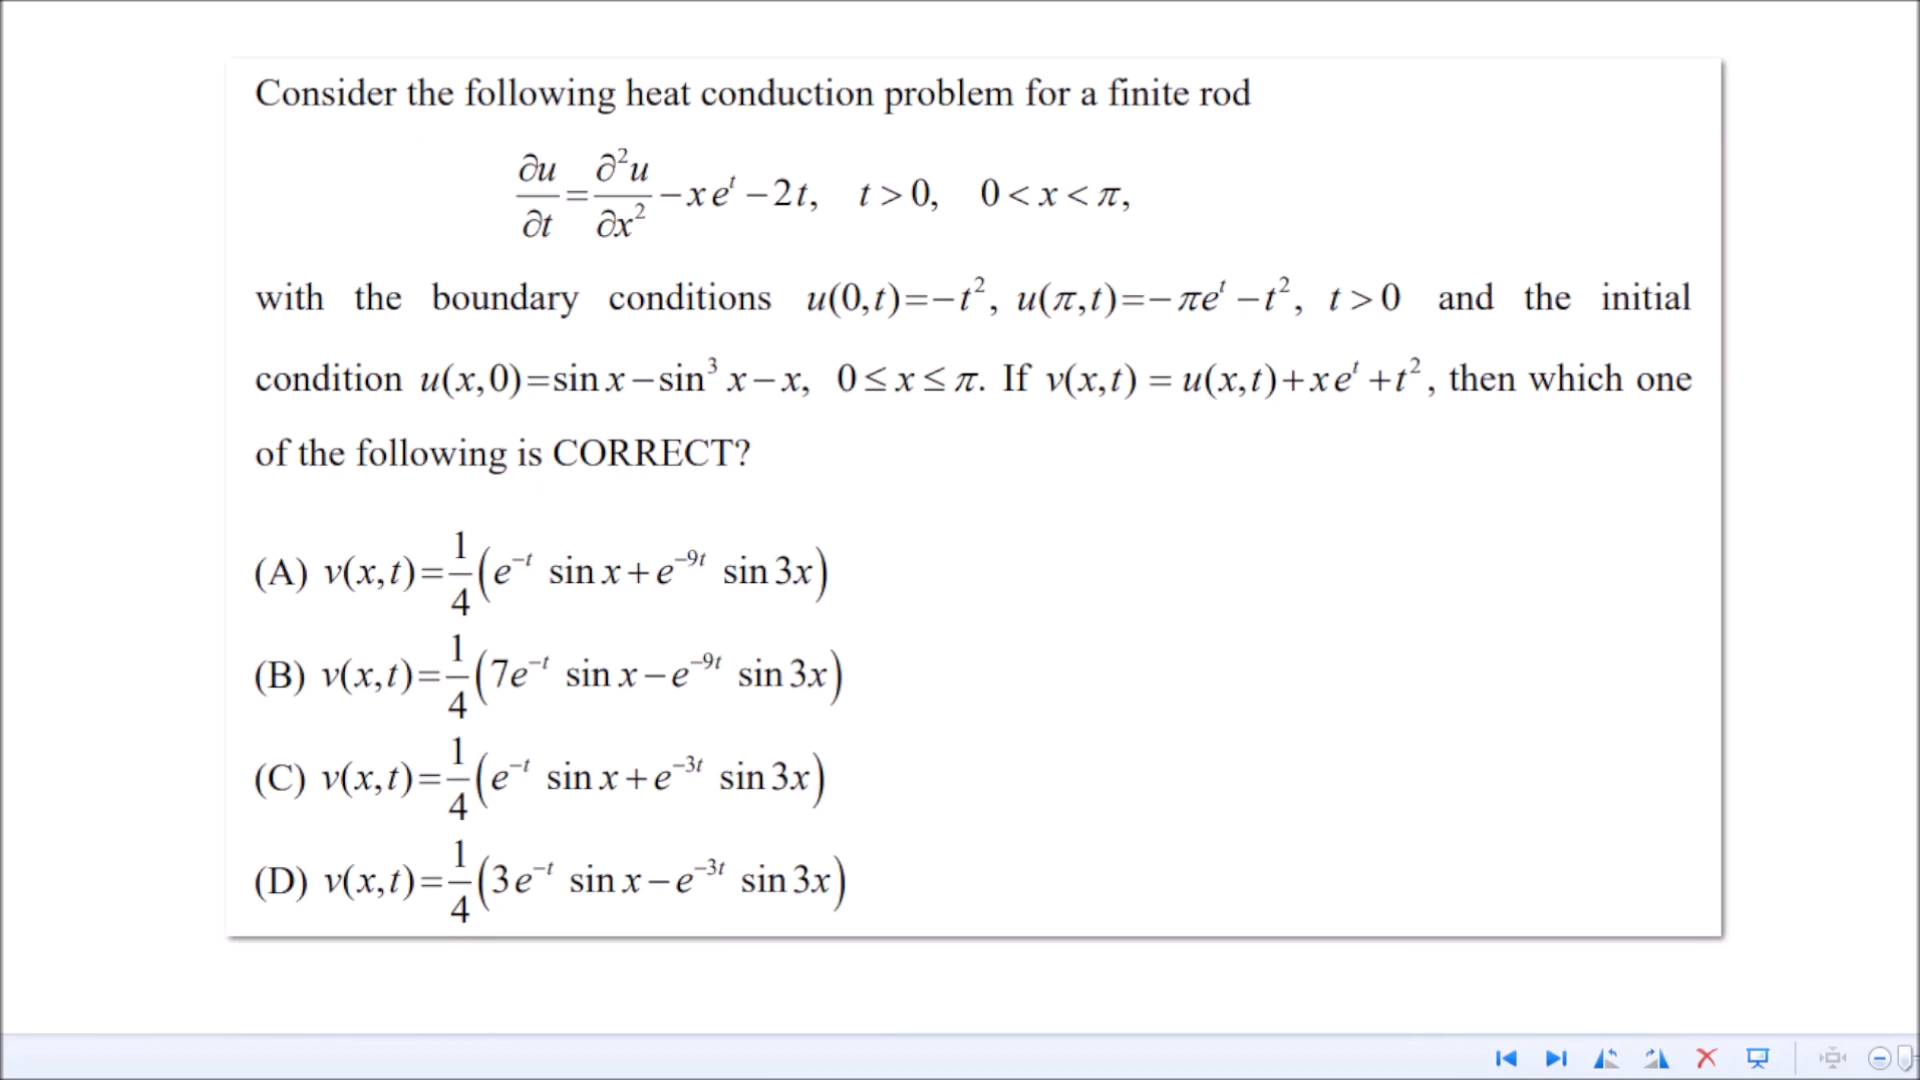 Consider the following heat conduction problem for a finite rod
∂u/∂t = ∂²u/∂x² − x eᵗ − 2t, t > 0, 0 < x < π,
with the boundary conditions u(0,t) = −t², u(π,t) = −πeᵗ − t², t > 0 and the initial
condition u(x,0) = sin x − sin³ x − x, 0 ≤ x ≤ π. If v(x,t) = u(x,t) + x eᵗ + t², then which one
of the following is CORRECT?
(A) v(x,t) = 1/4 (e⁻ᵗ sin x + e⁻⁹ᵗ sin 3x)
(B) v(x,t) = 1/4 (7e⁻ᵗ sin x − e⁻⁹ᵗ sin 3x)
(C) v(x,t) = 1/4 (e⁻ᵗ sin x + e⁻³ᵗ sin 3x)
(D) v(x,t) = 1/4 (3e⁻ᵗ sin x − e⁻³ᵗ sin 3x)